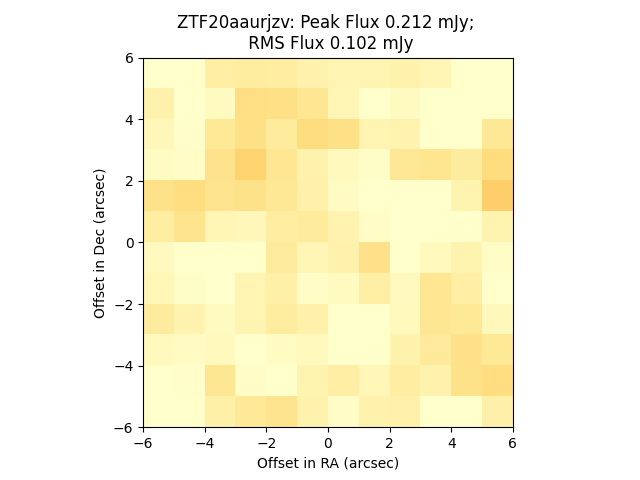 ZTF20aaurjzv: Peak Flux 0.212 mJy;
RMS Flux 0.102 mJy
6
4
2
0
−2
−4
−6
Offset in Dec (arcsec)
−6 −4 −2 0 2 4 6
Offset in RA (arcsec)